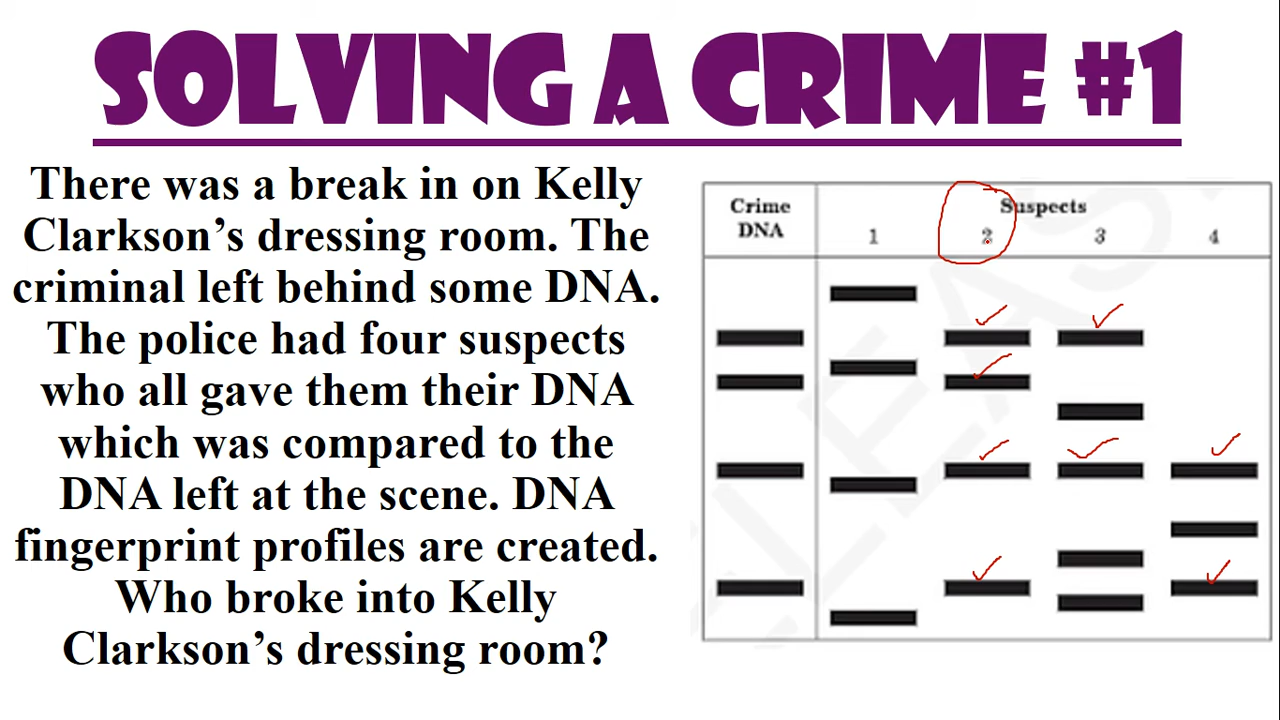 SOLVING A CRIME #1
There was a break in on Kelly
Clarkson’s dressing room. The
criminal left behind some DNA.
The police had four suspects
who all gave them their DNA
which was compared to the
DNA left at the scene. DNA
fingerprint profiles are created.
Who broke into Kelly
Clarkson’s dressing room?
Crime
DNA
Suspects
1 2 3 4